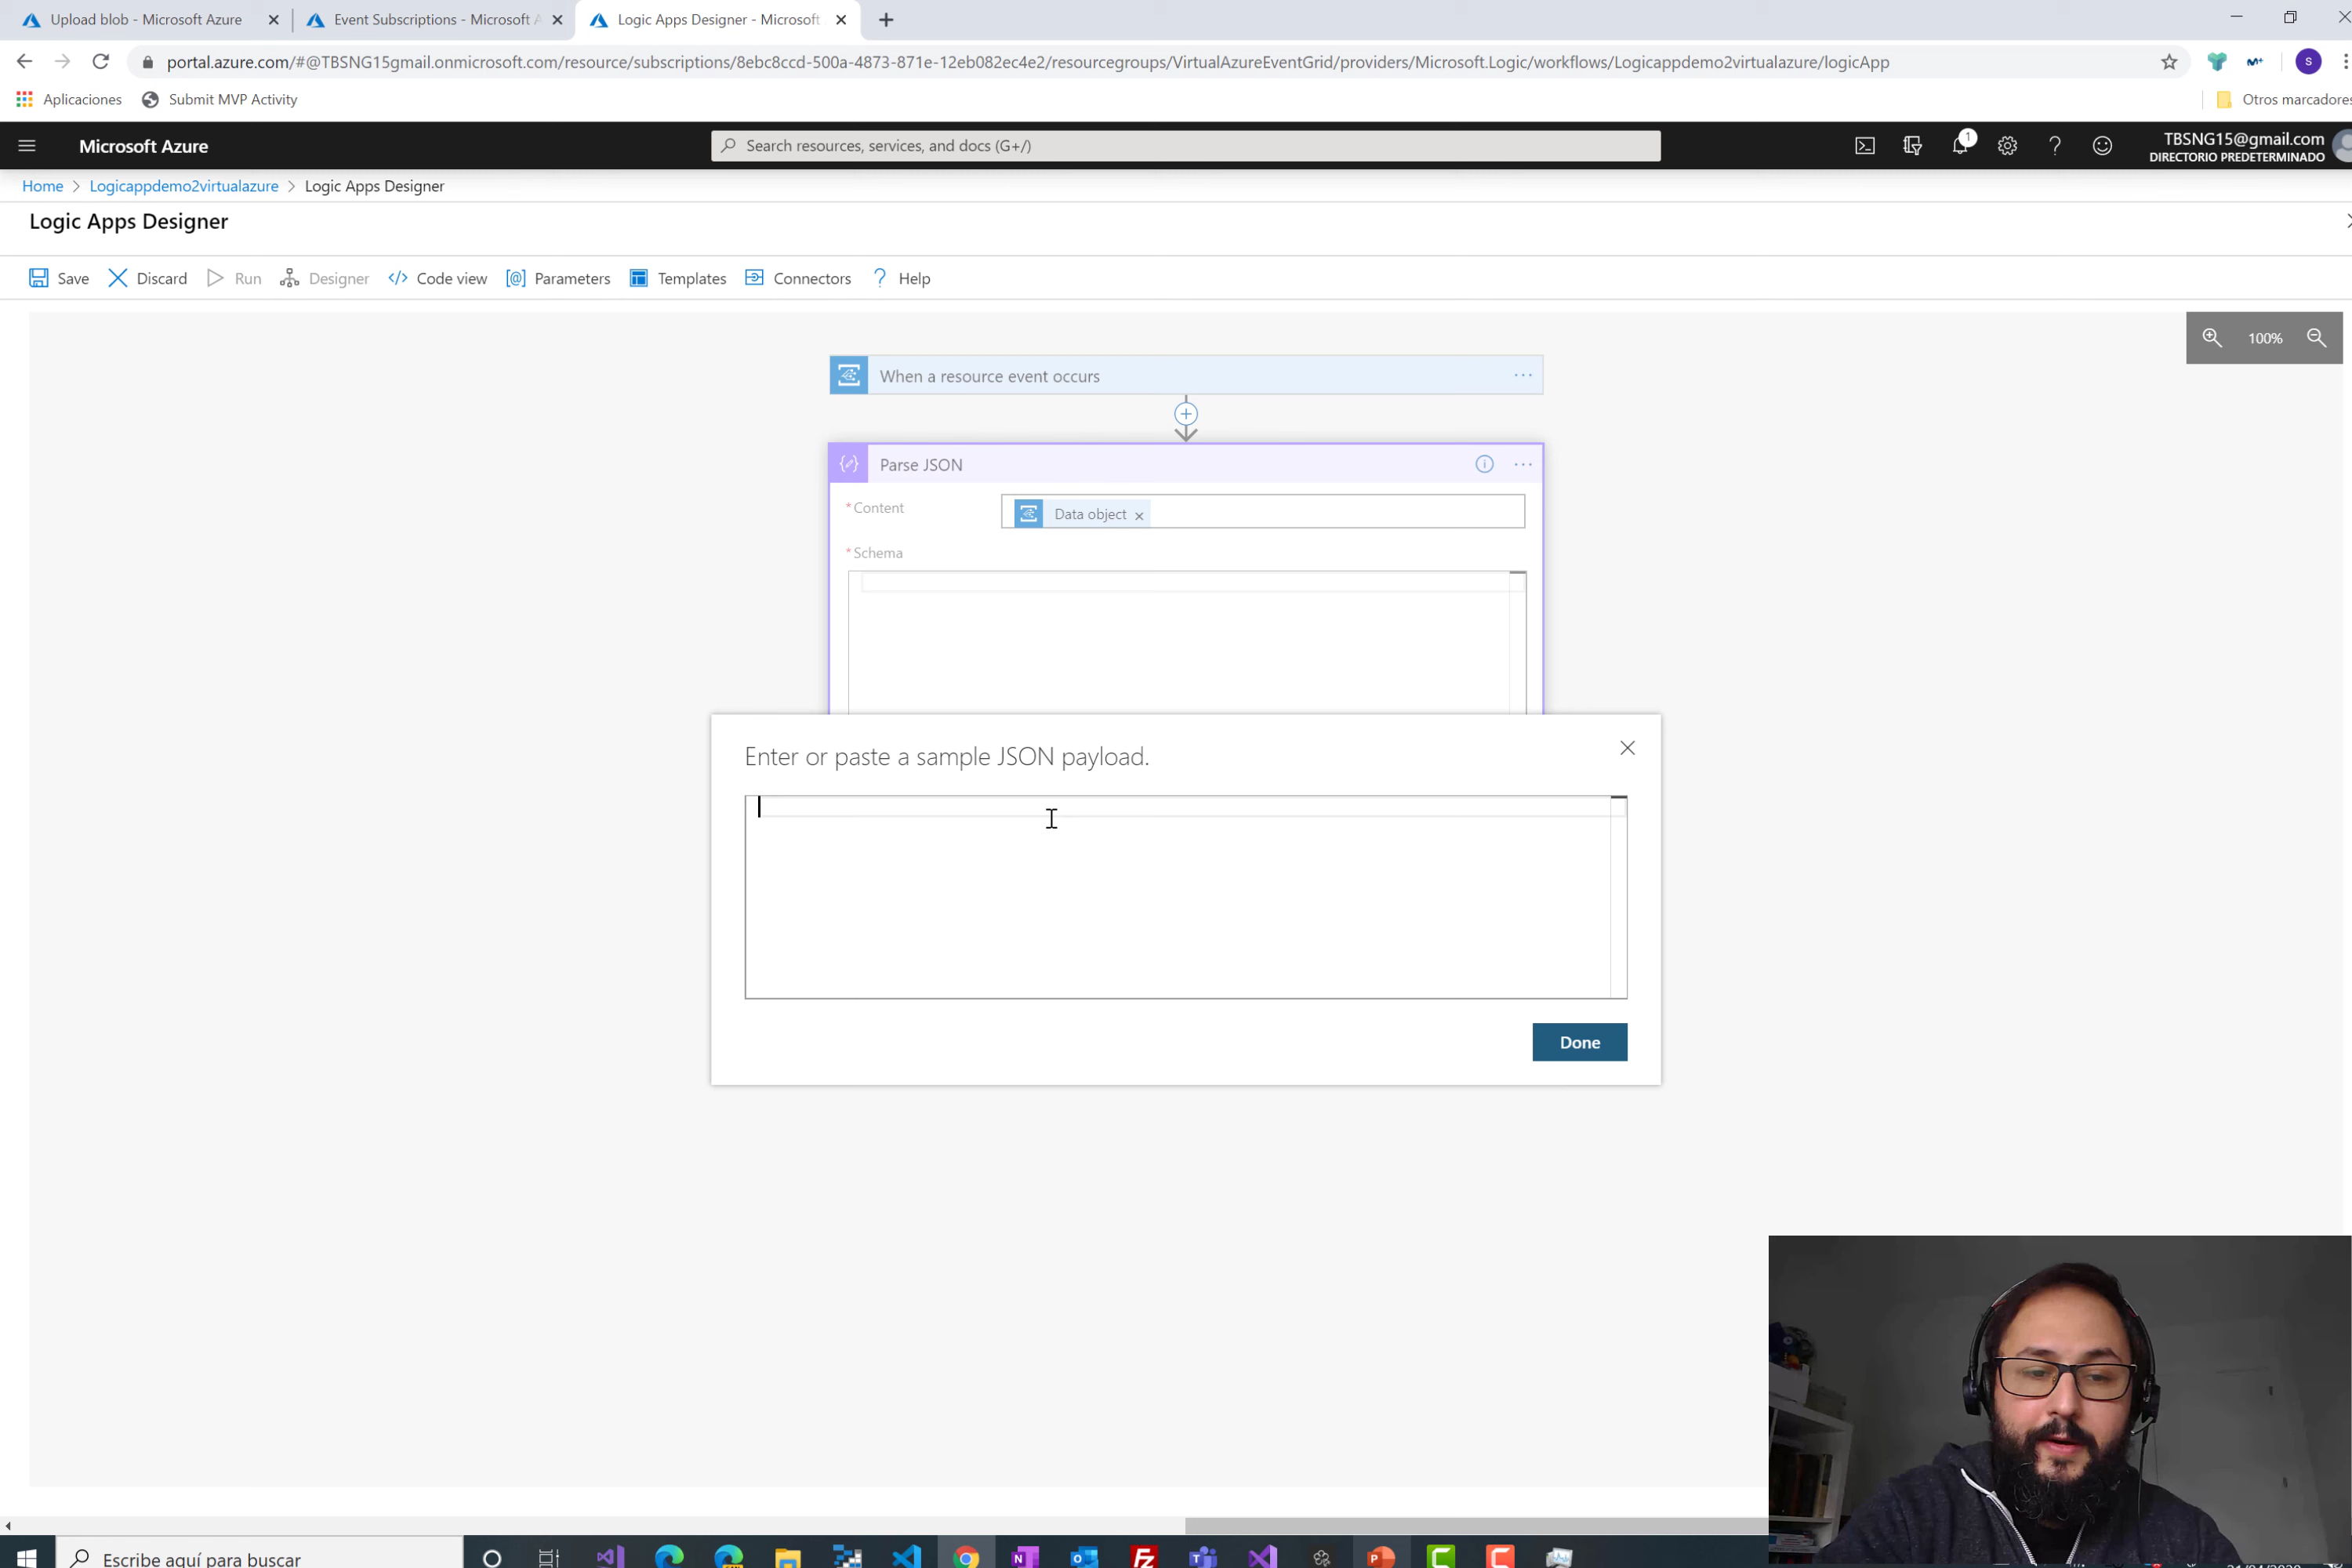 Upload blob - Microsoft Azure
Event Subscriptions - Microsoft A
Logic Apps Designer - Microsoft
portal.azure.com/#@TBSNG15gmail.onmicrosoft.com/resource/subscriptions/8ebc8ccd-500a-4873-871e-12eb082ec4e2/resourcegroups/VirtualAzureEventGrid/providers/Microsoft.Logic/workflows/Logicappdemo2virtualazure/logicApp
S
Aplicaciones
Submit MVP Activity
Otros marcadores
Microsoft Azure
Search resources, services, and docs (G+/)
1
TBSNG15@gmail.com
DIRECTORIO PREDETERMINADO
Home > Logicappdemo2virtualazure > Logic Apps Designer
Logic Apps Designer
Save
Discard
Run
Designer
Code view
Parameters
Templates
Connectors
Help
100%
When a resource event occurs
Parse JSON
*Content
Data object
*Schema
Enter or paste a sample JSON payload.
Done
Escribe aquí para buscar